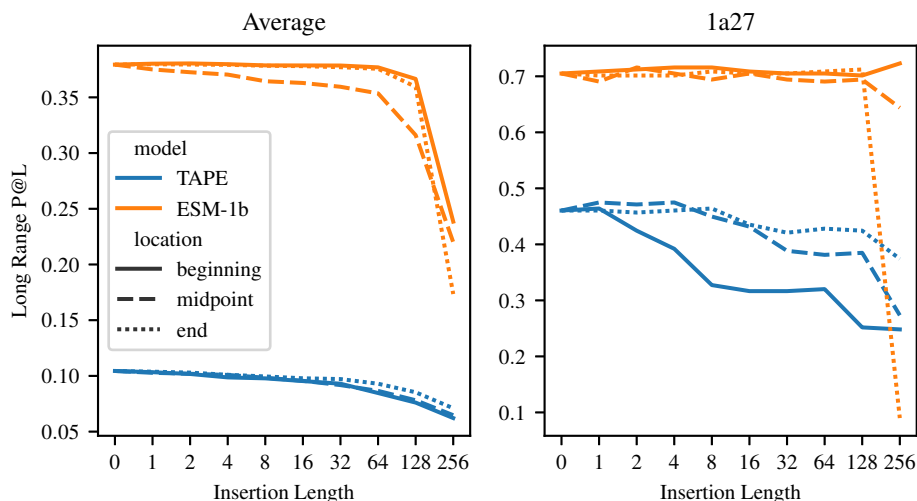 Average
1a27
Long Range P@L
0.35
0.30
0.25
0.20
0.15
0.10
0.05
model
TAPE
ESM-1b
location
beginning
midpoint
end
0 1 2 4 8 16 32 64 128 256
Insertion Length
0.7
0.6
0.5
0.4
0.3
0.2
0.1
0 1 2 4 8 16 32 64 128 256
Insertion Length